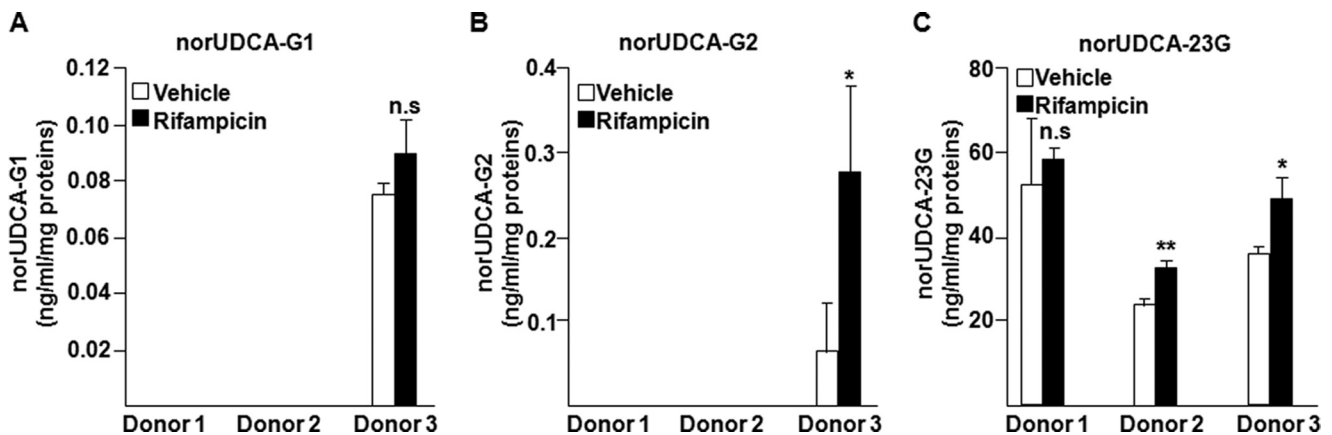 A
norUDCA-G1
norUDCA-G1
(ng/ml/mg proteins)
0.12
0.10
0.08
0.06
0.04
0.02
Vehicle
Rifampicin
n.s
Donor 1 Donor 2 Donor 3
B
norUDCA-G2
norUDCA-G2
(ng/ml/mg proteins)
0.4
0.3
0.2
0.1
Vehicle
Rifampicin
*
Donor 1 Donor 2 Donor 3
C
norUDCA-23G
norUDCA-23G
(ng/ml/mg proteins)
80
60
40
20
Vehicle
Rifampicin
n.s
**
*
Donor 1 Donor 2 Donor 3